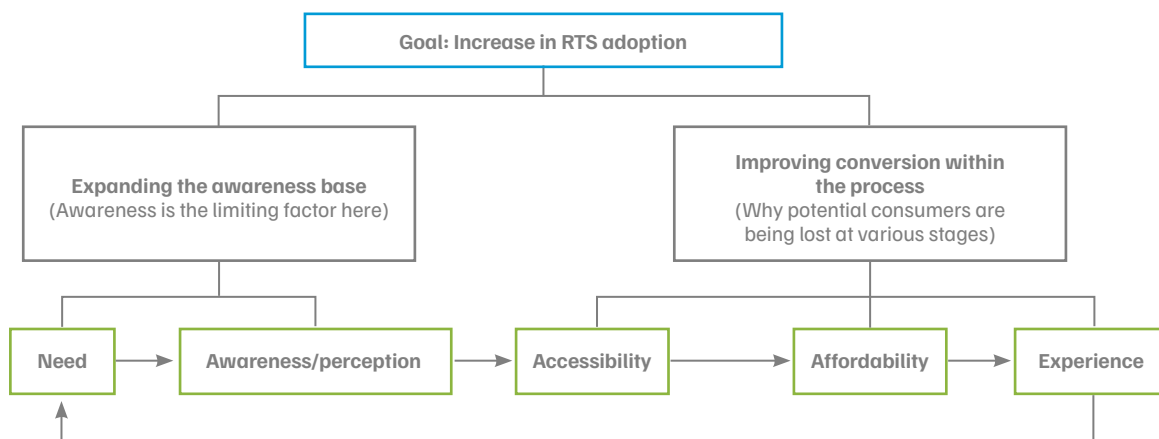 Goal: Increase in RTS adoption
Expanding the awareness base
(Awareness is the limiting factor here)
Improving conversion within
the process
(Why potential consumers are
being lost at various stages)
Need
Awareness/perception
Accessibility
Affordability
Experience